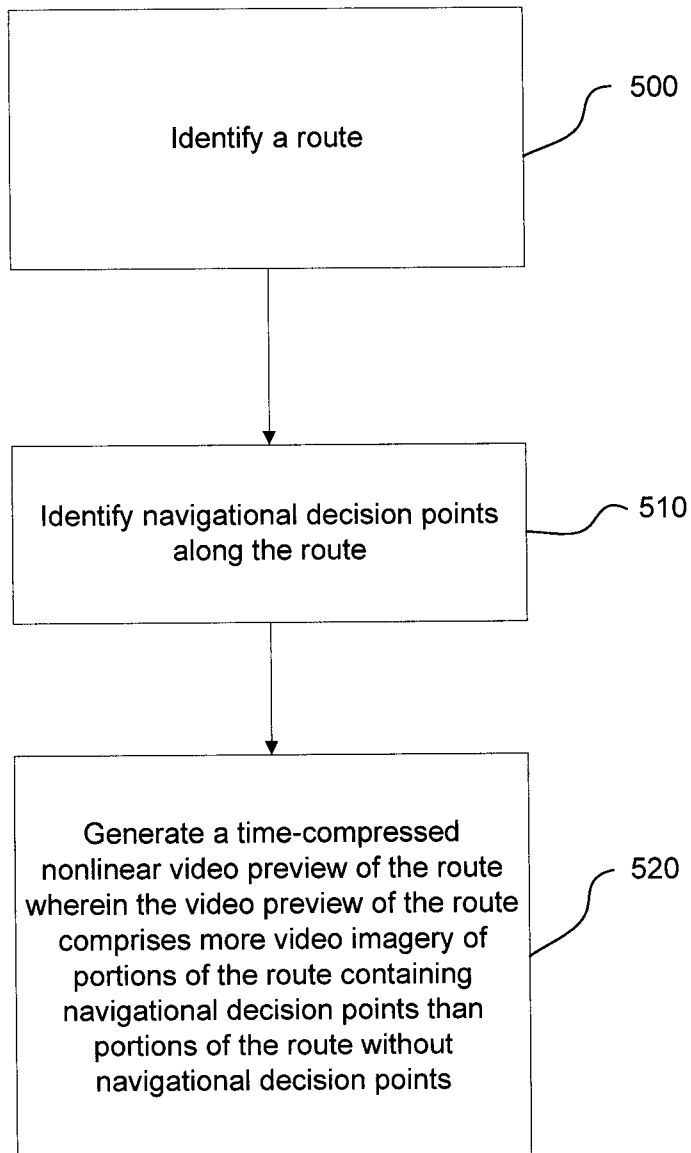 Identify a route
500
Identify navigational decision points
along the route
510
Generate a time-compressed
nonlinear video preview of the route
wherein the video preview of the route
comprises more video imagery of
portions of the route containing
navigational decision points than
portions of the route without
navigational decision points
520